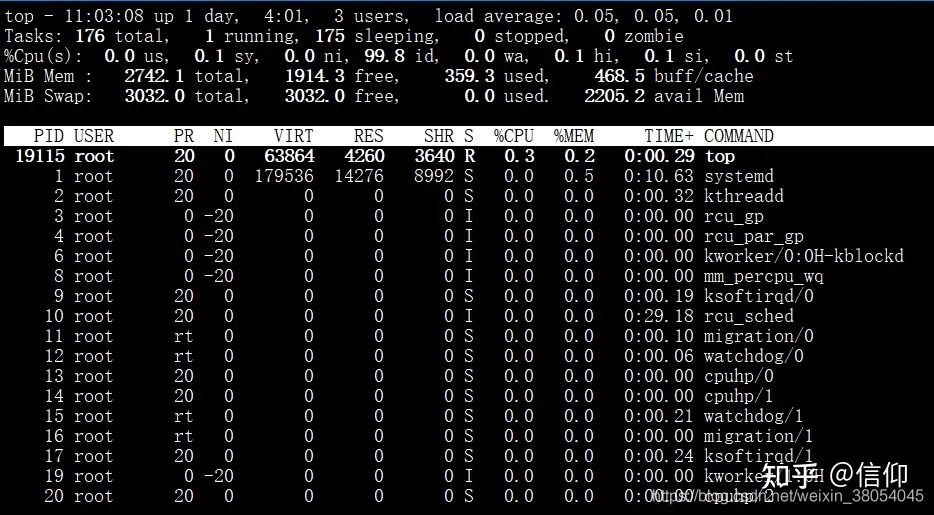 top - 11:03:08 up 1 day,  4:01,  3 users,  load average: 0.05, 0.05, 0.01
Tasks: 176 total,   1 running, 175 sleeping,   0 stopped,   0 zombie
%Cpu(s):  0.0 us,  0.1 sy,  0.0 ni, 99.8 id,  0.0 wa,  0.1 hi,  0.1 si,  0.0 st
MiB Mem :   2742.1 total,   1914.3 free,    359.3 used,    468.5 buff/cache
MiB Swap:   3032.0 total,   3032.0 free,      0.0 used.   2205.2 avail Mem
PID USER      PR  NI    VIRT    RES    SHR S  %CPU  %MEM     TIME+ COMMAND
19115 root      20   0   63864   4260   3640 R   0.3   0.2   0:00.29 top
1 root      20   0  179536  14276   8992 S   0.0   0.5   0:10.63 systemd
2 root      20   0       0      0      0 S   0.0   0.0   0:00.32 kthreadd
3 root       0 -20       0      0      0 I   0.0   0.0   0:00.00 rcu_gp
4 root       0 -20       0      0      0 I   0.0   0.0   0:00.00 rcu_par_gp
6 root       0 -20       0      0      0 I   0.0   0.0   0:00.00 kworker/0:0H-kblockd
8 root       0 -20       0      0      0 I   0.0   0.0   0:00.00 mm_percpu_wq
9 root      20   0       0      0      0 S   0.0   0.0   0:00.19 ksoftirqd/0
10 root      20   0       0      0      0 I   0.0   0.0   0:29.18 rcu_sched
11 root      rt   0       0      0      0 S   0.0   0.0   0:00.10 migration/0
12 root      rt   0       0      0      0 S   0.0   0.0   0:00.06 watchdog/0
13 root      20   0       0      0      0 S   0.0   0.0   0:00.00 cpuhp/0
14 root      20   0       0      0      0 S   0.0   0.0   0:00.00 cpuhp/1
15 root      rt   0       0      0      0 S   0.0   0.0   0:00.21 watchdog/1
16 root      rt   0       0      0      0 S   0.0   0.0   0:00.00 migration/1
17 root      20   0       0      0      0 S   0.0   0.0   0:00.24 ksoftirqd/1
19 root       0 -20       0      0      0 I   0.0   0.0   0:00.00
知乎 @信仰
20 root      20   0       0      0      0 S   0.0   0.0   0:00.00 cpuhp/2
https://blog.csdn.net/weixin_38054045